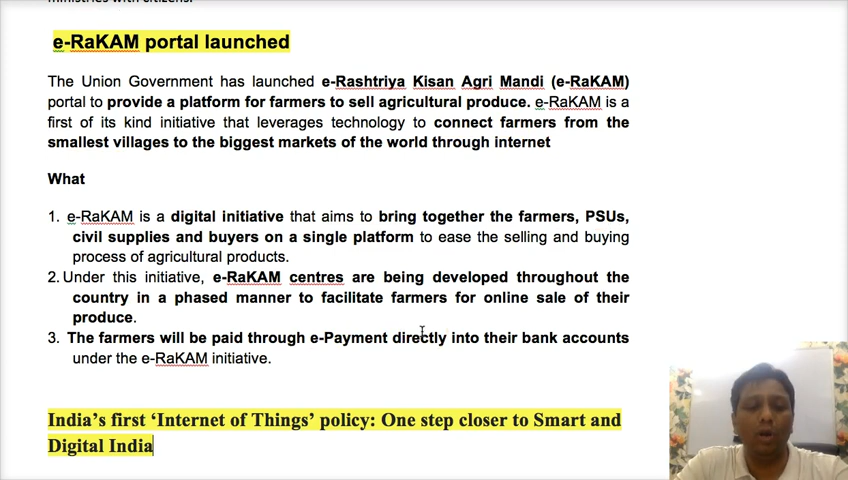 ministries with citizens.
e-RaKAM portal launched
The Union Government has launched e-Rashtriya Kisan Agri Mandi (e-RaKAM)
portal to provide a platform for farmers to sell agricultural produce. e-RaKAM is a
first of its kind initiative that leverages technology to connect farmers from the
smallest villages to the biggest markets of the world through internet
What
1. e-RaKAM is a digital initiative that aims to bring together the farmers, PSUs,
civil supplies and buyers on a single platform to ease the selling and buying
process of agricultural products.
2. Under this initiative, e-RaKAM centres are being developed throughout the
country in a phased manner to facilitate farmers for online sale of their
produce.
3. The farmers will be paid through e-Payment directly into their bank accounts
under the e-RaKAM initiative.
India's first ‘Internet of Things’ policy: One step closer to Smart and
Digital India